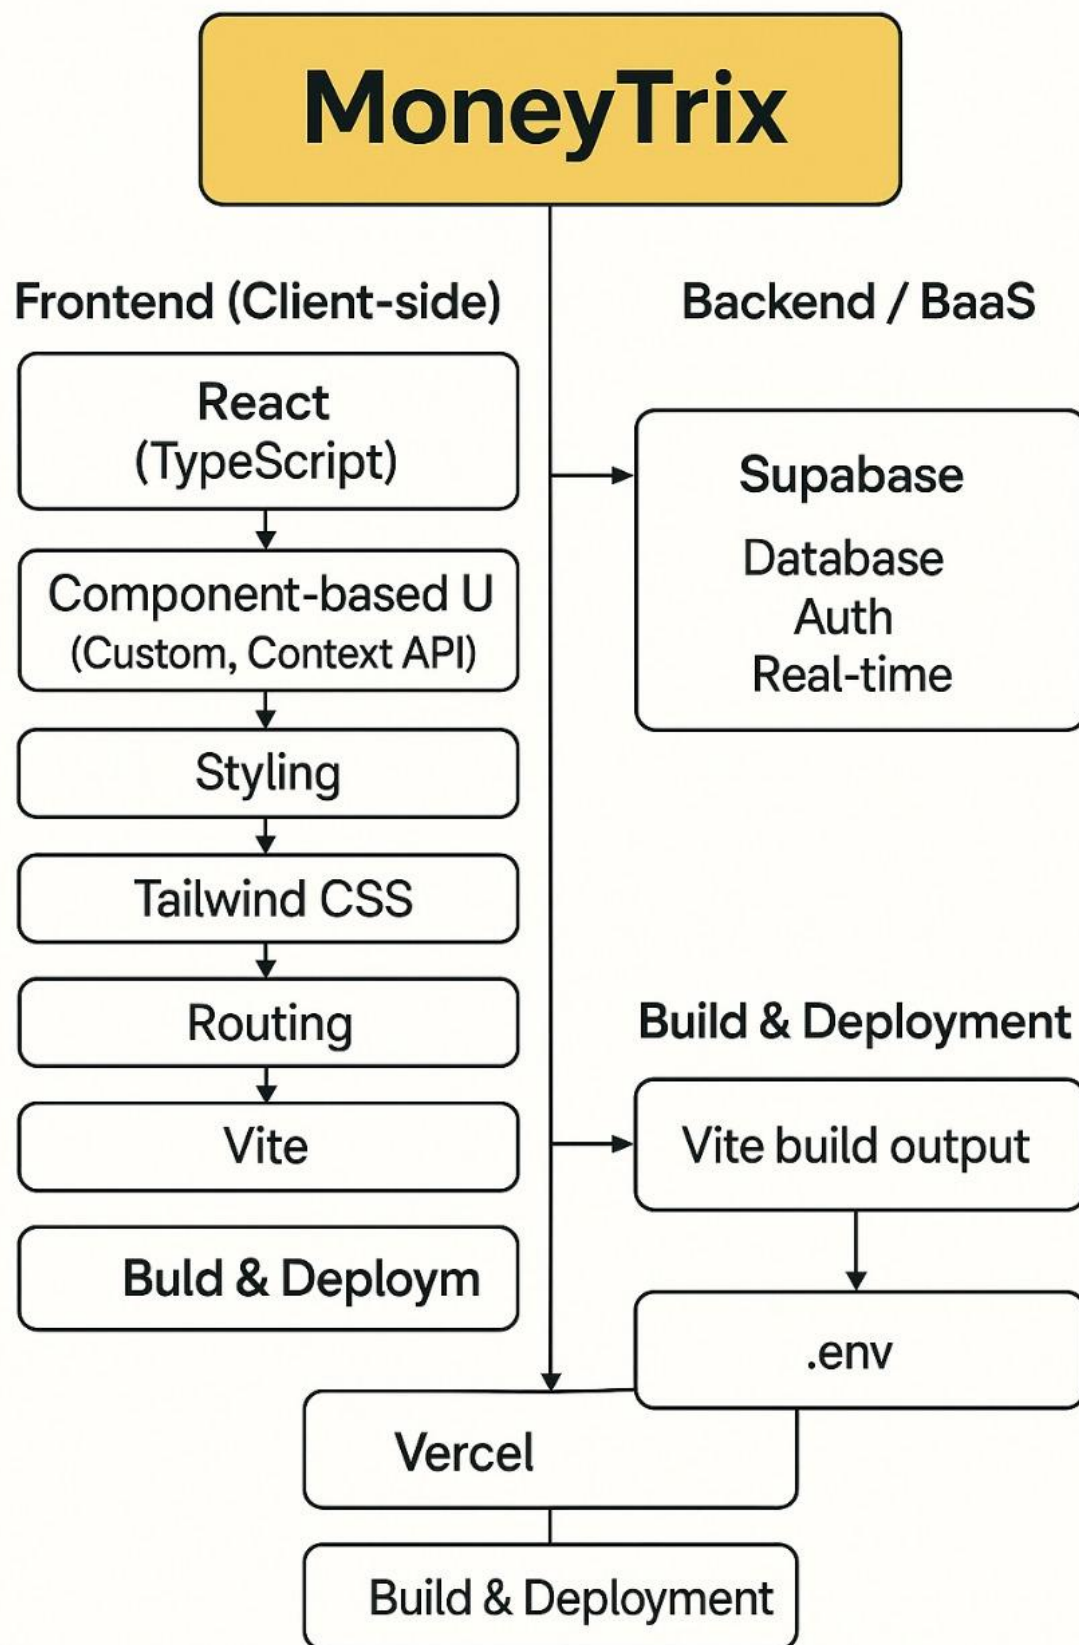 MoneyTrix
Frontend (Client-side)
React
(TypeScript)
Component-based U
(Custom, Context API)
Styling
Tailwind CSS
Routing
Vite
Buld & Deploym
Backend / BaaS
Supabase
Database
Auth
Real-time
Build & Deployment
Vite build output
.env
Vercel
Build & Deployment